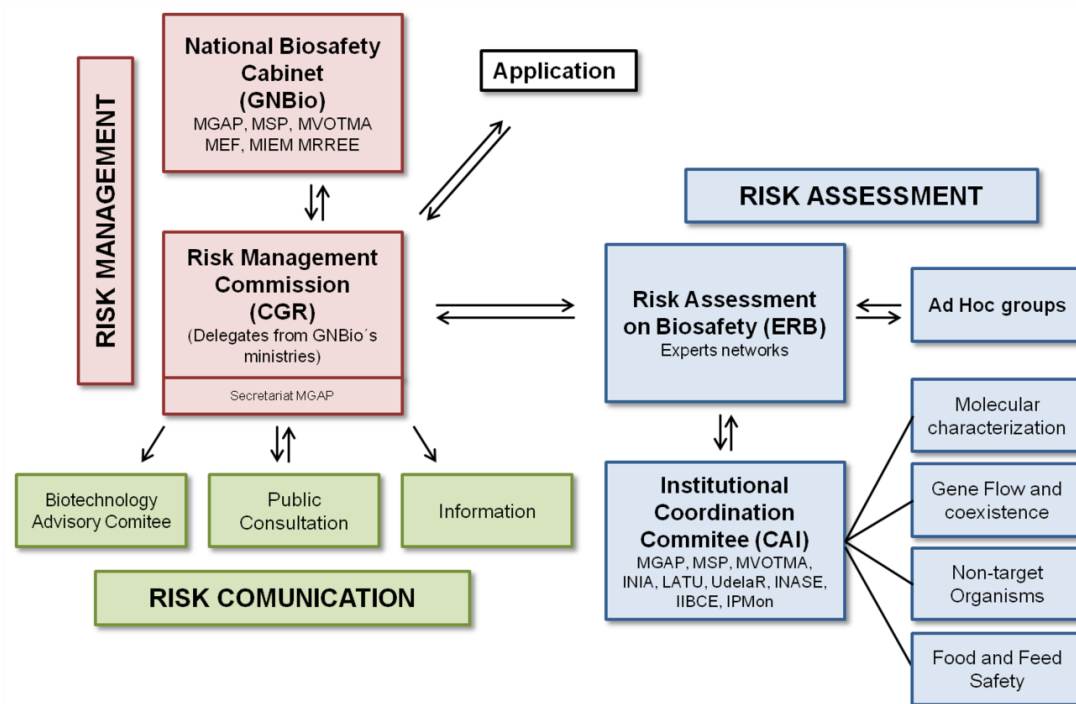 National Biosafety
Cabinet
(GNBio)
MGAP, MSP, MVOTMA
MEF, MIEM MRREE
Application
RISK MANAGEMENT
RISK ASSESSMENT
Risk Management
Commission
(CGR)
(Delegates from GNBio´s
ministries)
Secretariat MGAP
Risk Assessment
on Biosafety (ERB)
Experts networks
Ad Hoc groups
Molecular
characterization
Gene Flow and
coexistence
Non-target
Organisms
Food and Feed
Safety
Institutional
Coordination
Commitee (CAI)
MGAP, MSP, MVOTMA,
INIA, LATU, UdelaR, INASE,
IIBCE, IPMon
Biotechnology
Advisory Comitee
Public
Consultation
Information
RISK COMUNICATION